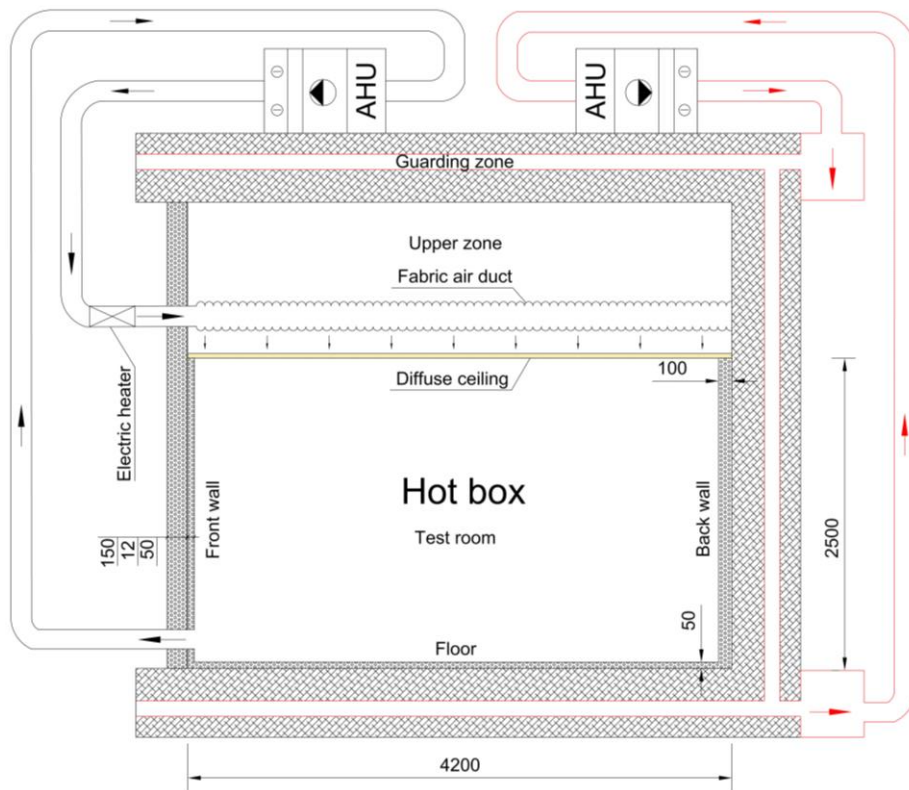 AHU
AHU
Guarding zone
Upper zone
Fabric air duct
Diffuse ceiling
100
Electric heater
Front wall
Hot box
Test room
Back wall
2500
150
12
50
50
Floor
4200